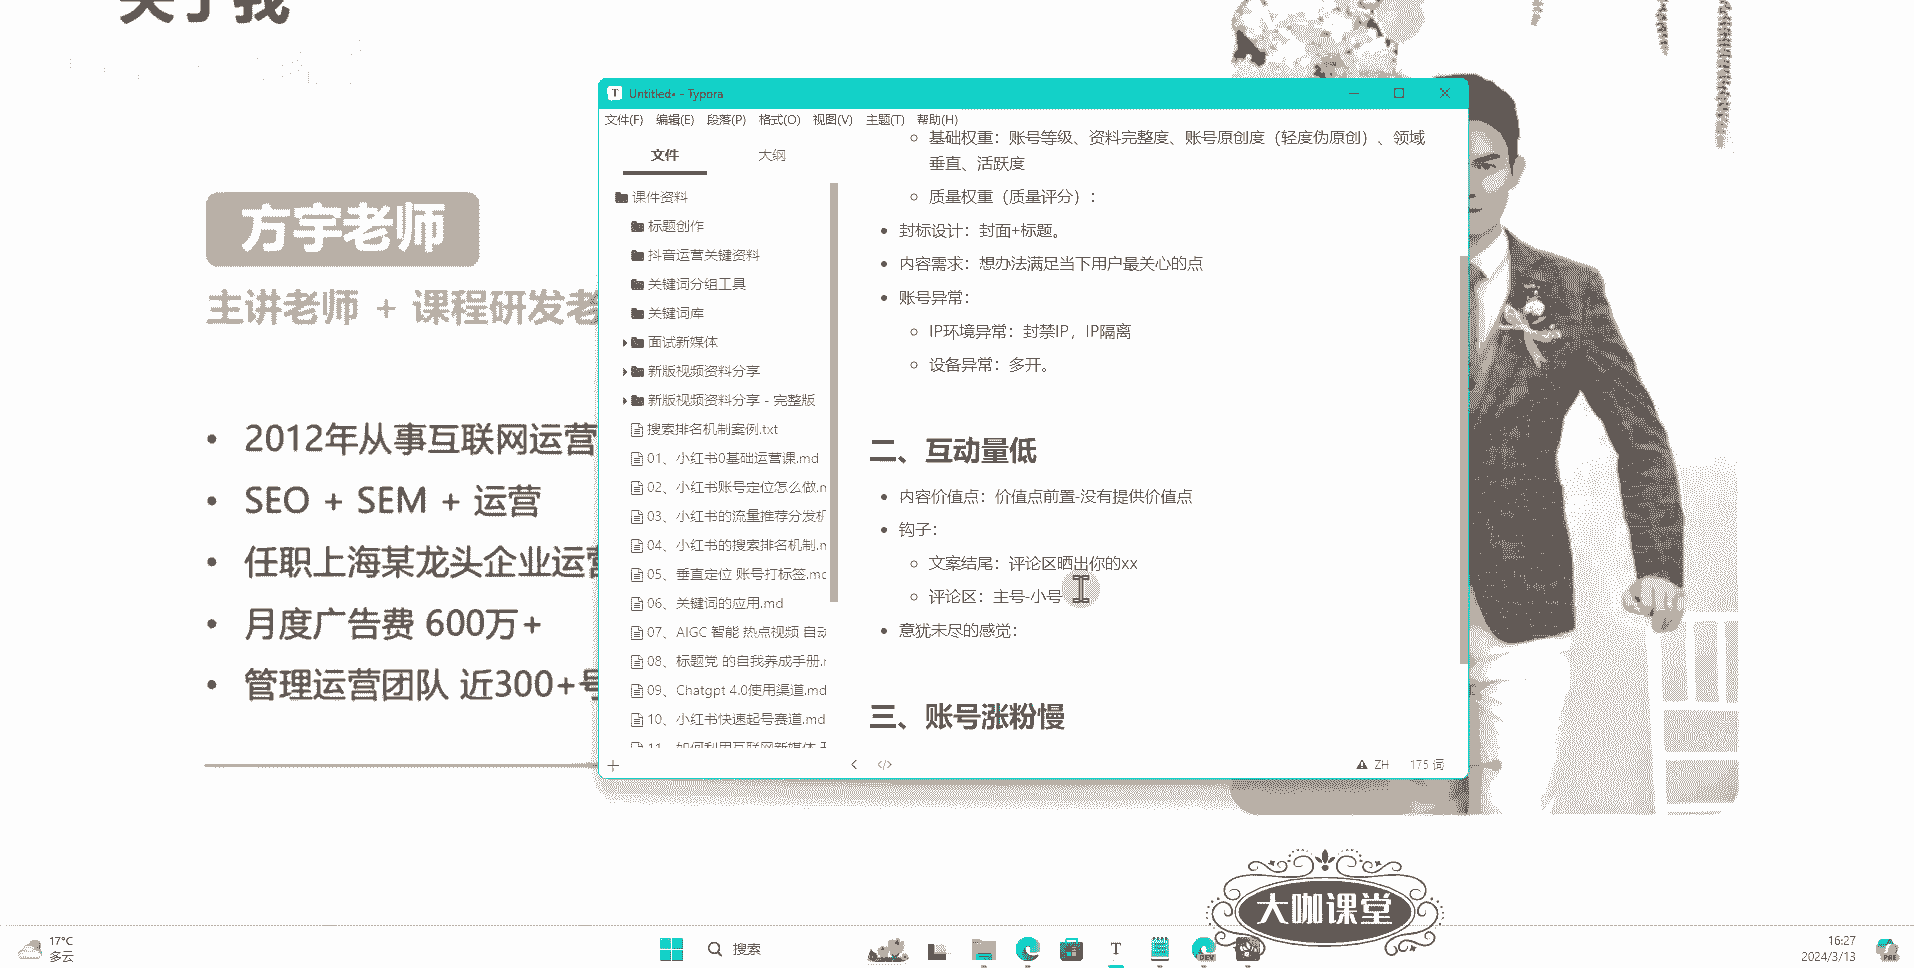 关于我
方宇老师
主讲老师 + 课程研发老
2012年从事互联网运营
SEO + SEM + 运营
任职上海某龙头企业运营
月度广告费 600万+
管理运营团队 近300+号
Untitled• - Typora
文件(F) 编辑(E) 段落(P) 格式(O) 视图(V) 主题(T) 帮助(H)
文件 大纲
课件资料
标题创作
抖音运营关键资料
关键词分组工具
关键词库
面试新媒体
新版视频资料分享
新版视频资料分享 - 完整版
搜索排名机制案例.txt
01、小红书0基础运营课.md
02、小红书账号定位怎么做.m
03、小红书的流量推荐分发机
04、小红书的搜索排名机制.m
05、垂直定位 账号打标签.md
06、关键词的应用.md
07、AIGC 智能 热点视频 自动
08、标题党 的自我养成手册.m
09、Chatgpt 4.0使用渠道.md
10、小红书快速起号赛道.md
11、如何利用互联网新媒体
基础权重：账号等级、资料完整度、账号原创度（轻度伪原创）、领域
垂直、活跃度
质量权重（质量评分）：
封标设计：封面+标题。
内容需求：想办法满足当下用户最关心的点
账号异常：
IP环境异常：封禁IP，IP隔离
设备异常：多开。
二、互动量低
内容价值点：价值点前置-没有提供价值点
钩子：
文案结尾：评论区晒出你的xx
评论区：主号-小号
意犹未尽的感觉：
三、账号涨粉慢
ZH 175 词
大咖课堂
17°C
多云
搜索
DEV
16:27
2024/3/13
PRE